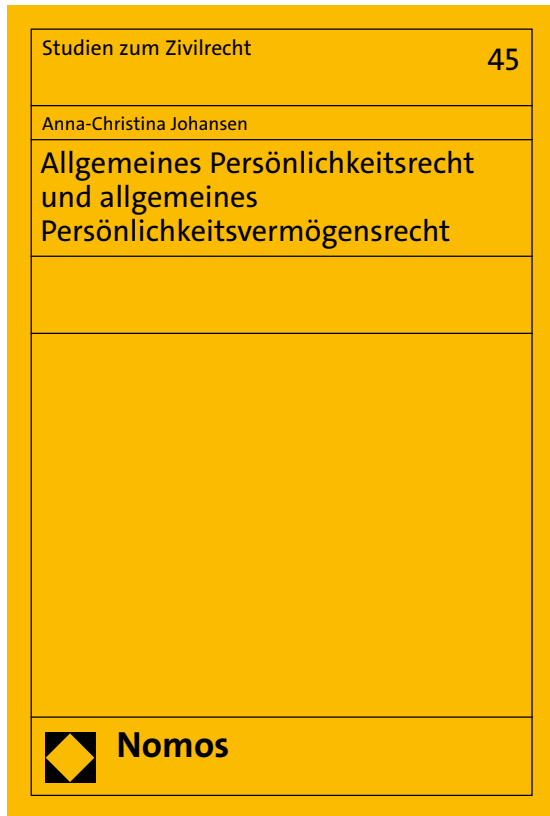 Studien zum Zivilrecht
45
Anna-Christina Johansen
Allgemeines Persönlichkeitsrecht
und allgemeines
Persönlichkeitsvermögensrecht
Nomos